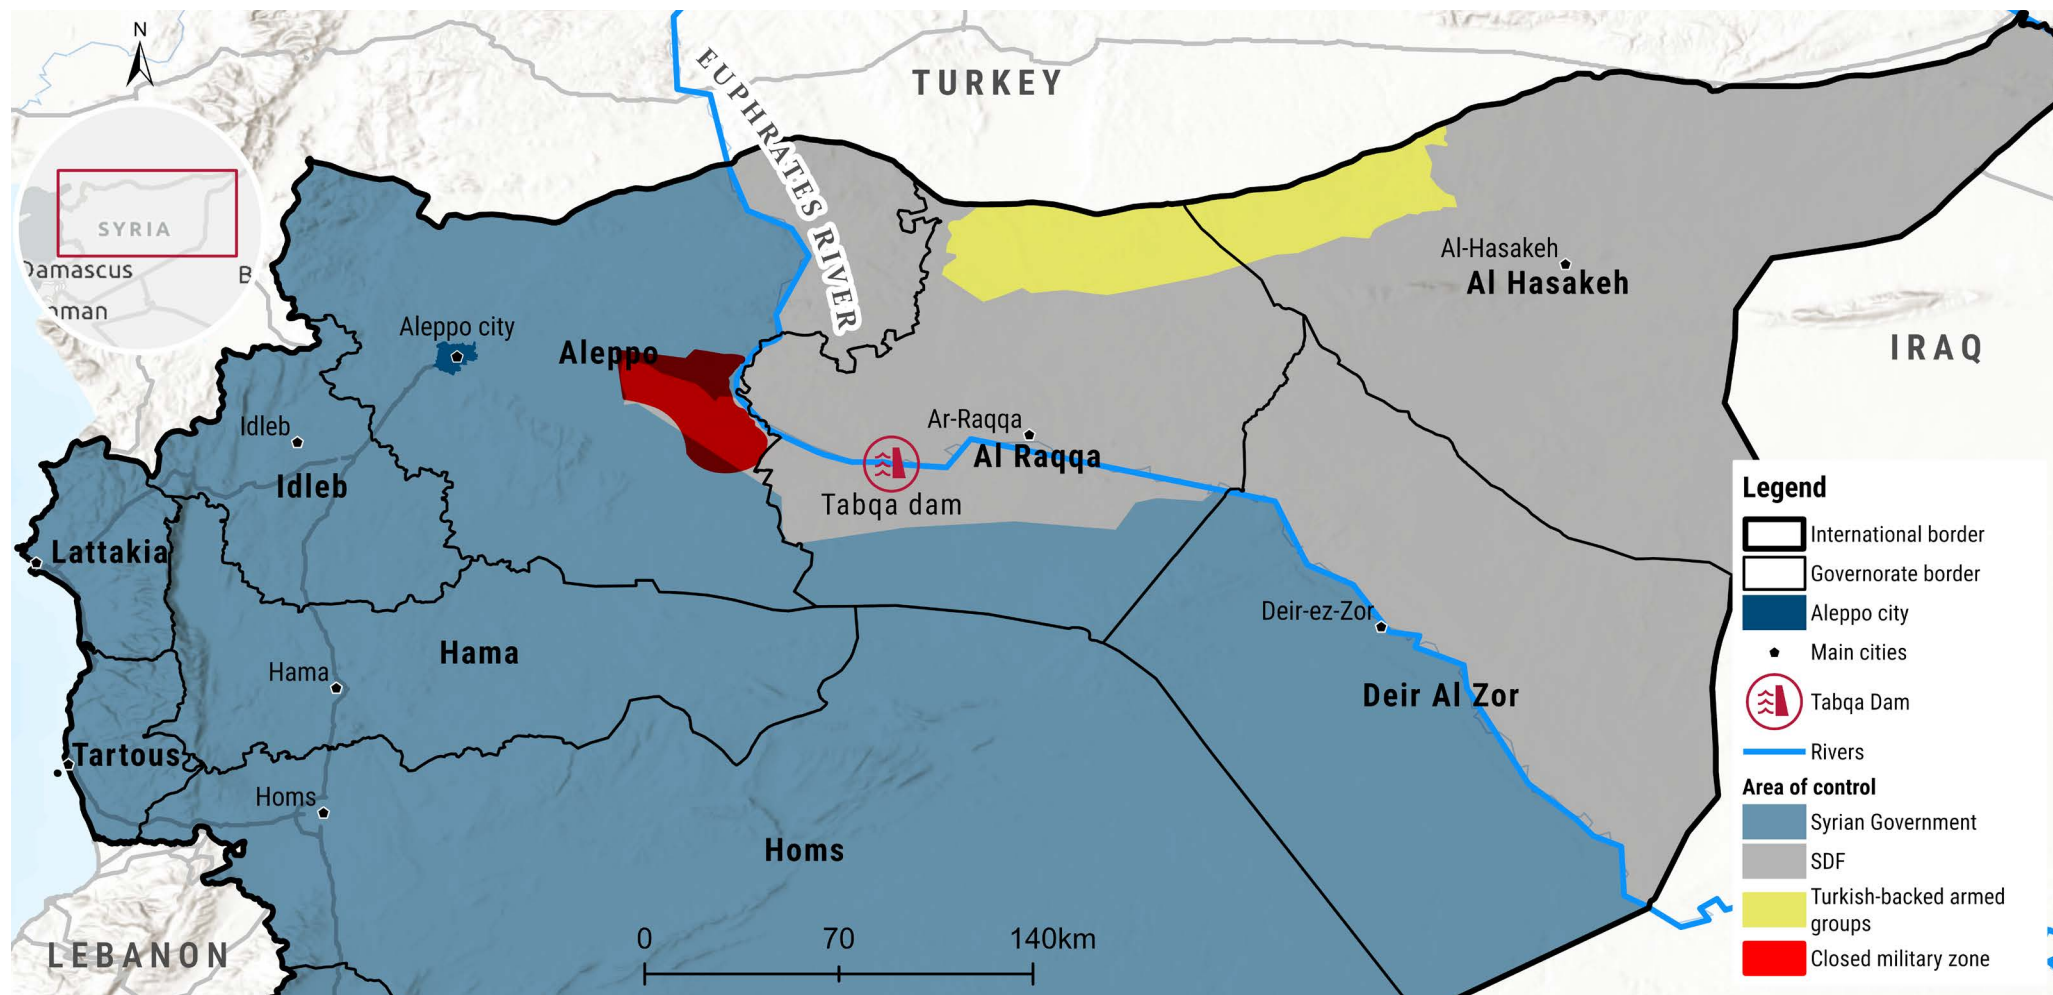 N
TURKEY
EUPHRATES RIVER
SYRIA
Damascus
B
mman
Al-Hasakeh
Al Hasakeh
Aleppo city
Aleppo
IRAQ
Idleb
Ar-Raqqa
Al Raqqa
Idleb
Tabqa dam
Lattakia
Deir-ez-Zor
Hama
Hama
Deir Al Zor
Tartous
Homs
Homs
LEBANON
0 70 140km
Legend
International border
Governorate border
Aleppo city
Main cities
Tabqa Dam
Rivers
Area of control
Syrian Government
SDF
Turkish-backed armed
groups
Closed military zone